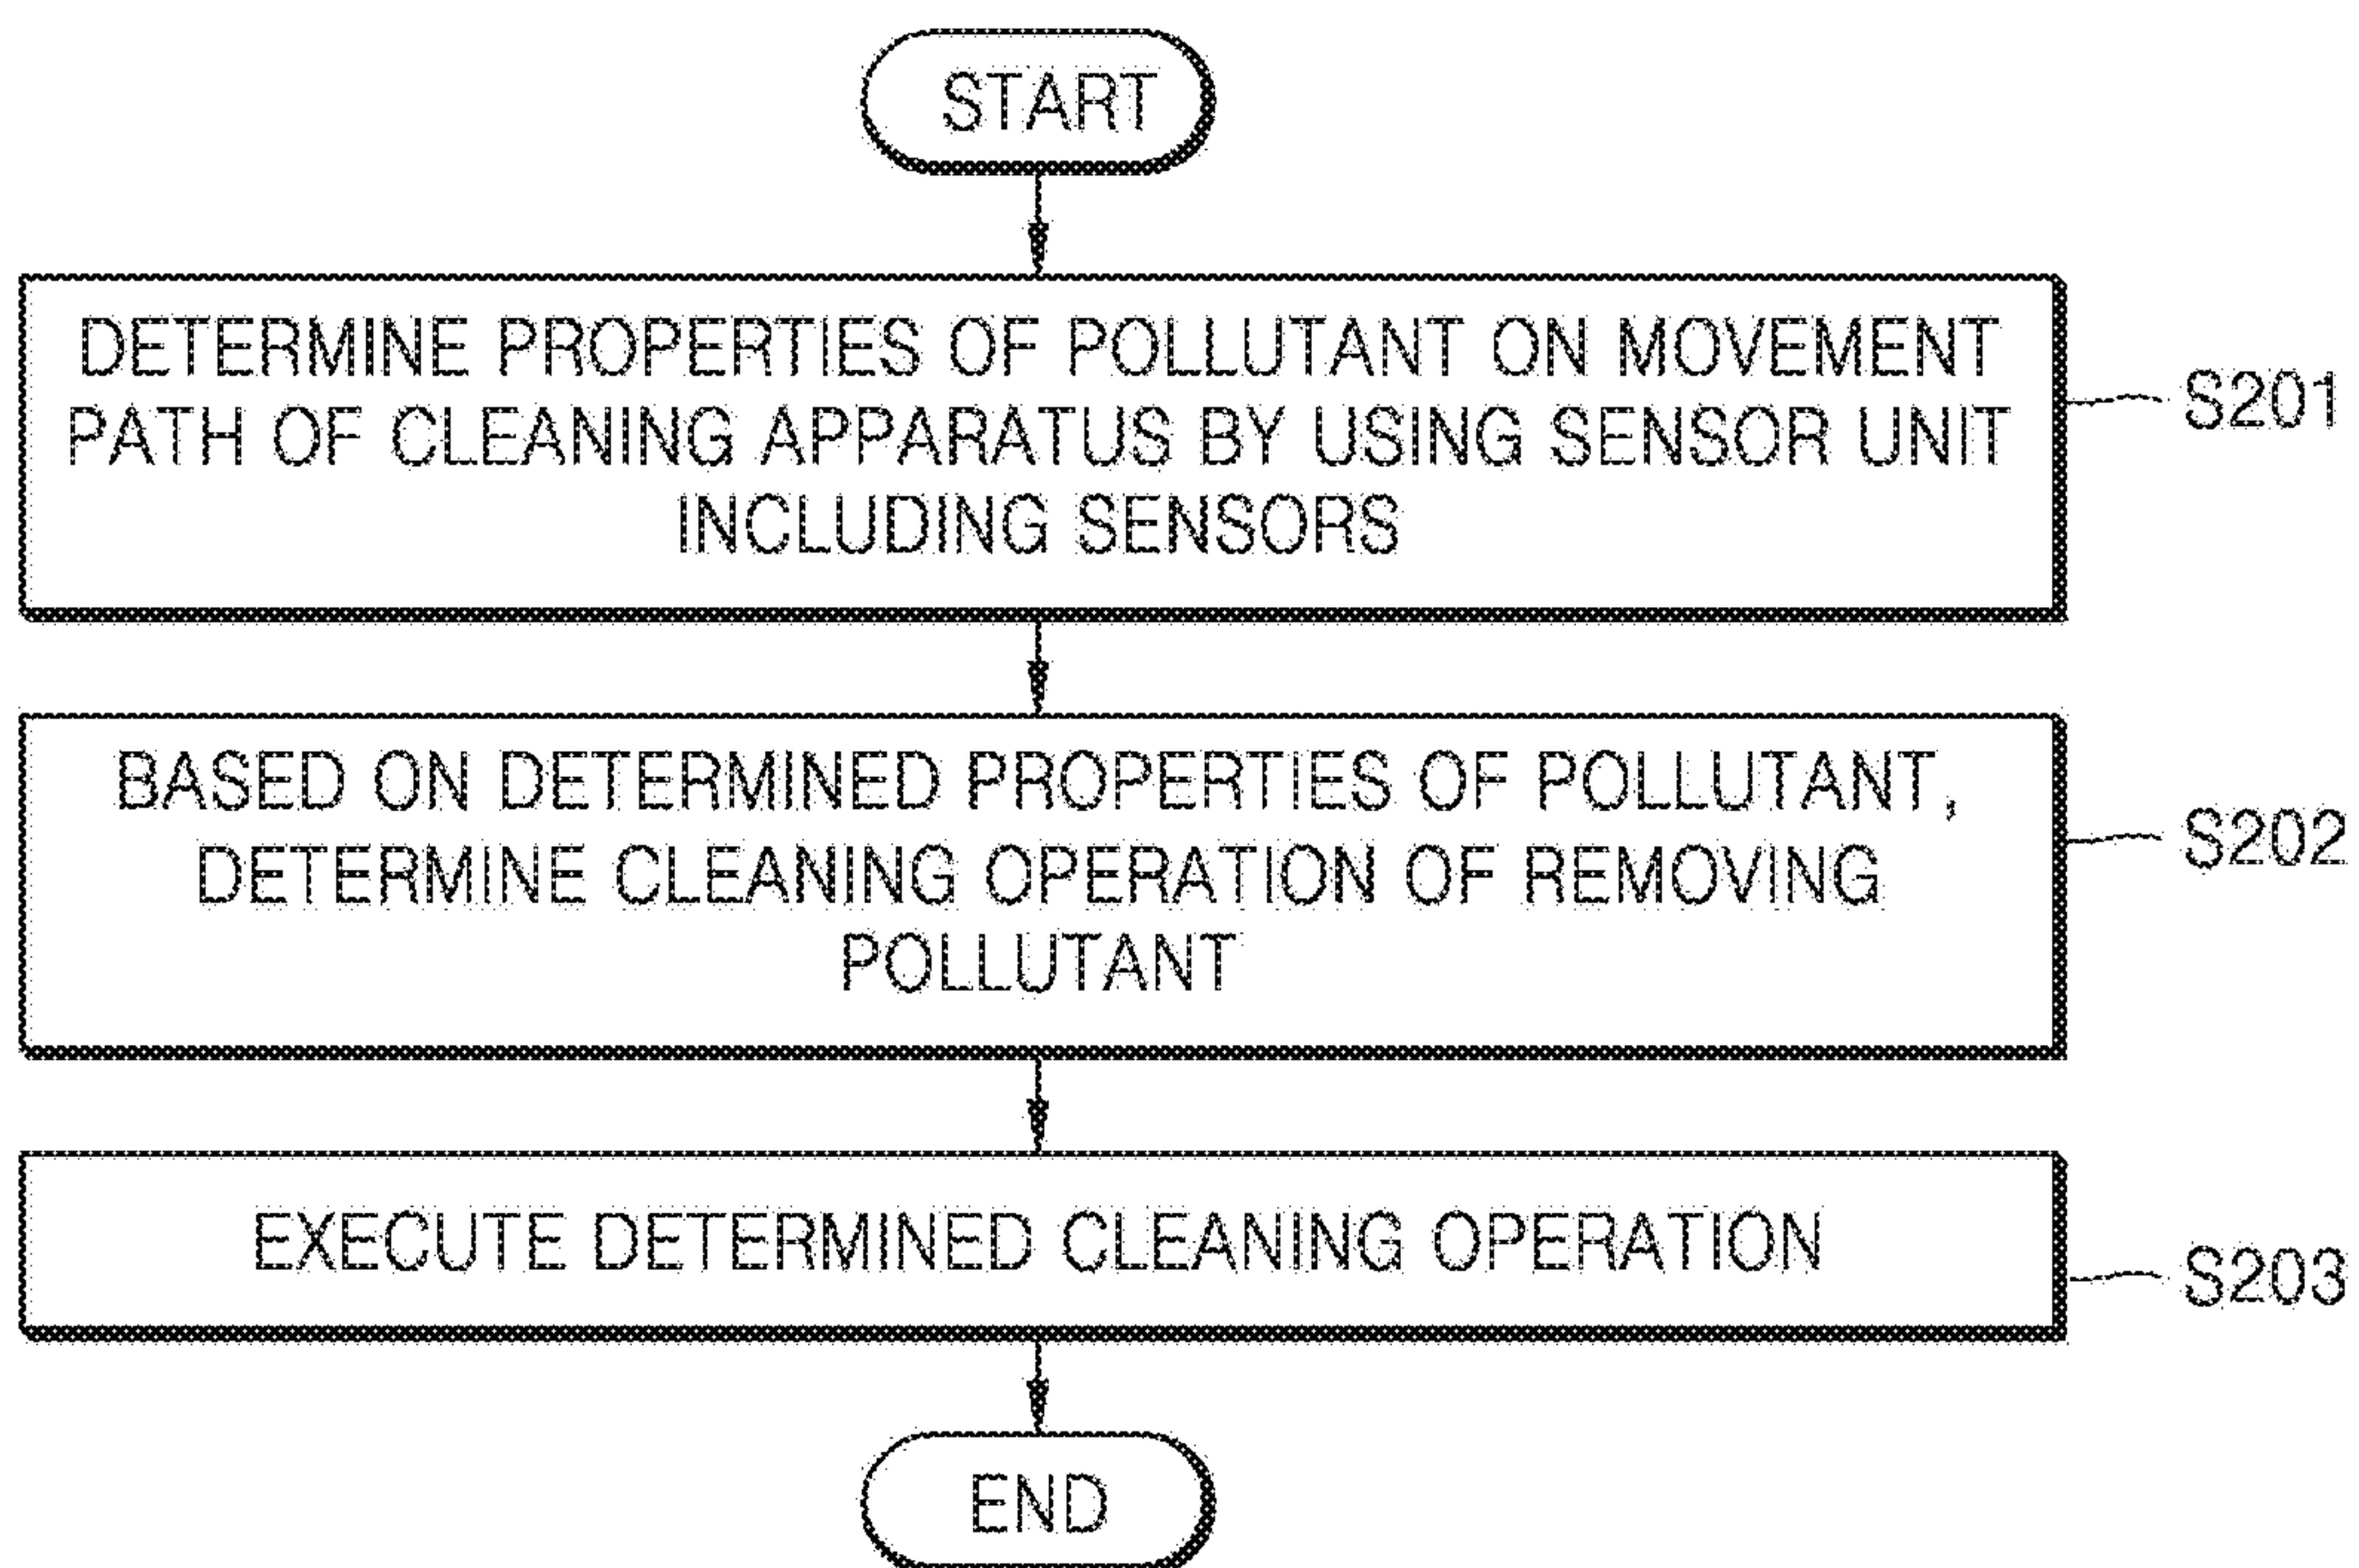 START
DETERMINE PROPERTIES OF POLLUTANT ON MOVEMENT
PATH OF CLEANING APPARATUS BY USING SENSOR UNIT
INCLUDING SENSORS
S201
BASED ON DETERMINED PROPERTIES OF POLLUTANT,
DETERMINE CLEANING OPERATION OF REMOVING
POLLUTANT
S202
EXECUTE DETERMINED CLEANING OPERATION
S203
END